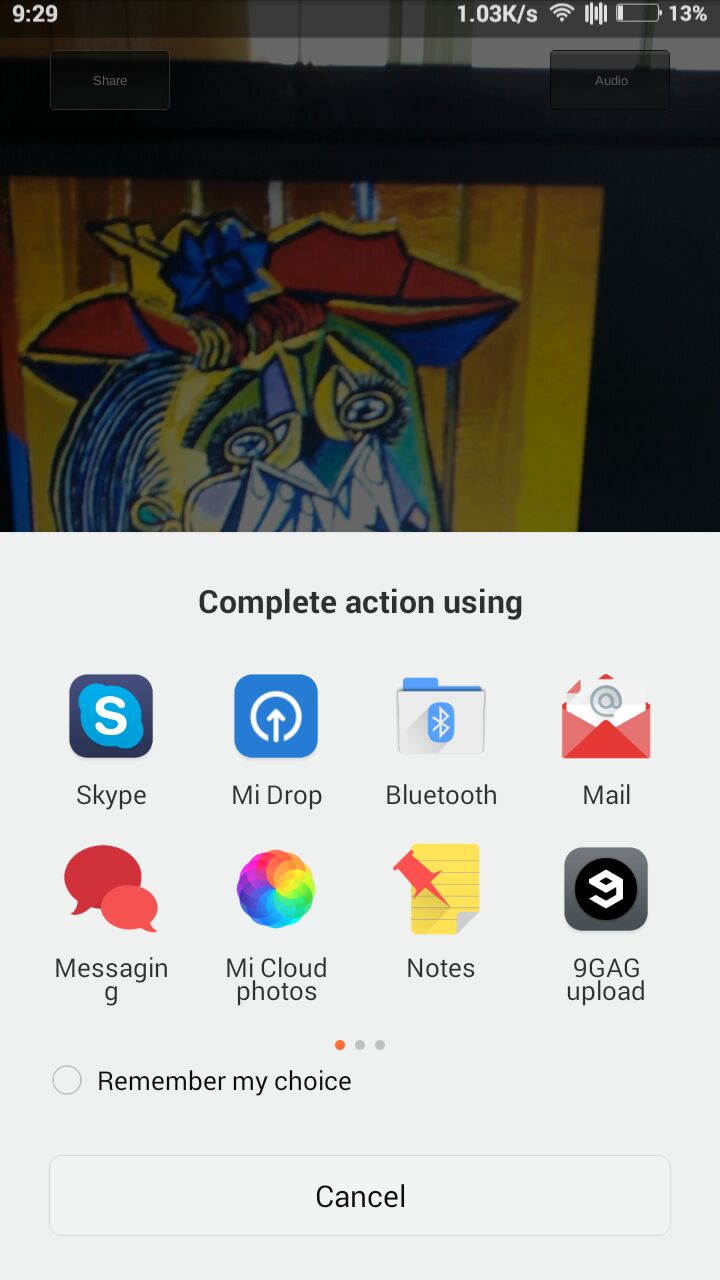 9:29 1.03K/s 13%
Share Audio
Complete action using
Skype Mi Drop Bluetooth Mail
Messagin
g
Mi Cloud
photos
Notes
9GAG
upload
Remember my choice
Cancel